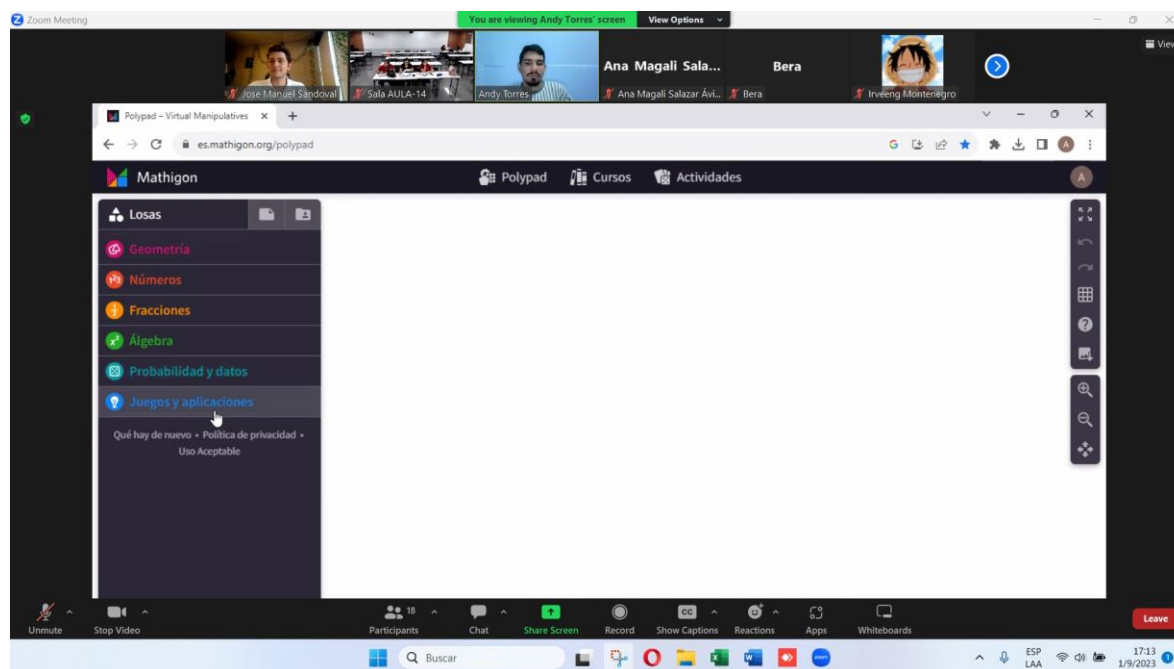 Zoom Meeting
You are viewing Andy Torres' screen
View Options
View
Jose Manuel Sandoval
Sala AULA-14
Andy Torres
Ana Magali Sala...
Ana Magali Salazar Ávi...
Bera
Bera
Irveeng Montenegro
Polypad – Virtual Manipulatives
es.mathigon.org/polypad
Mathigon
Polypad
Cursos
Actividades
A
Losas
Geometría
Números
Fracciones
Álgebra
Probabilidad y datos
Juegos y aplicaciones
Qué hay de nuevo • Política de privacidad •
Uso Aceptable
Unmute
Stop Video
Participants
18
Chat
Share Screen
Record
CC
Show Captions
Reactions
Apps
Whiteboards
Leave
Buscar
ESP
LAA
17:13
1/9/2023